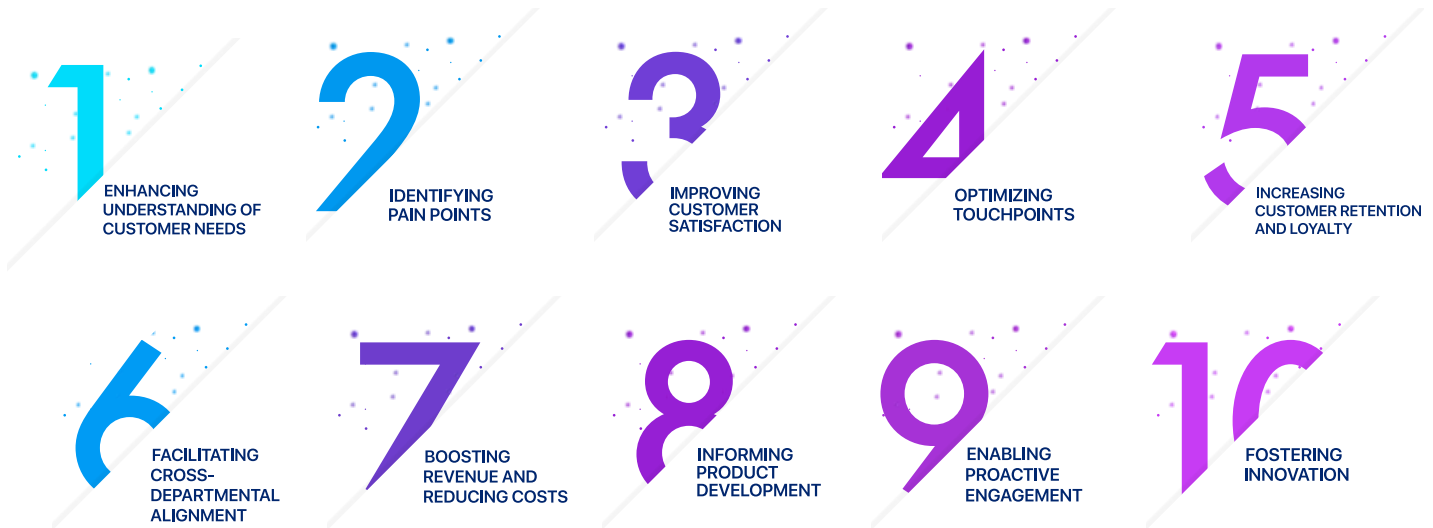 1
ENHANCING
UNDERSTANDING OF
CUSTOMER NEEDS
2
IDENTIFYING
PAIN POINTS
3
IMPROVING
CUSTOMER
SATISFACTION
4
OPTIMIZING
TOUCHPOINTS
5
INCREASING
CUSTOMER RETENTION
AND LOYALTY
6
FACILITATING
CROSS-
DEPARTMENTAL
ALIGNMENT
7
BOOSTING
REVENUE AND
REDUCING COSTS
8
INFORMING
PRODUCT
DEVELOPMENT
9
ENABLING
PROACTIVE
ENGAGEMENT
10
FOSTERING
INNOVATION